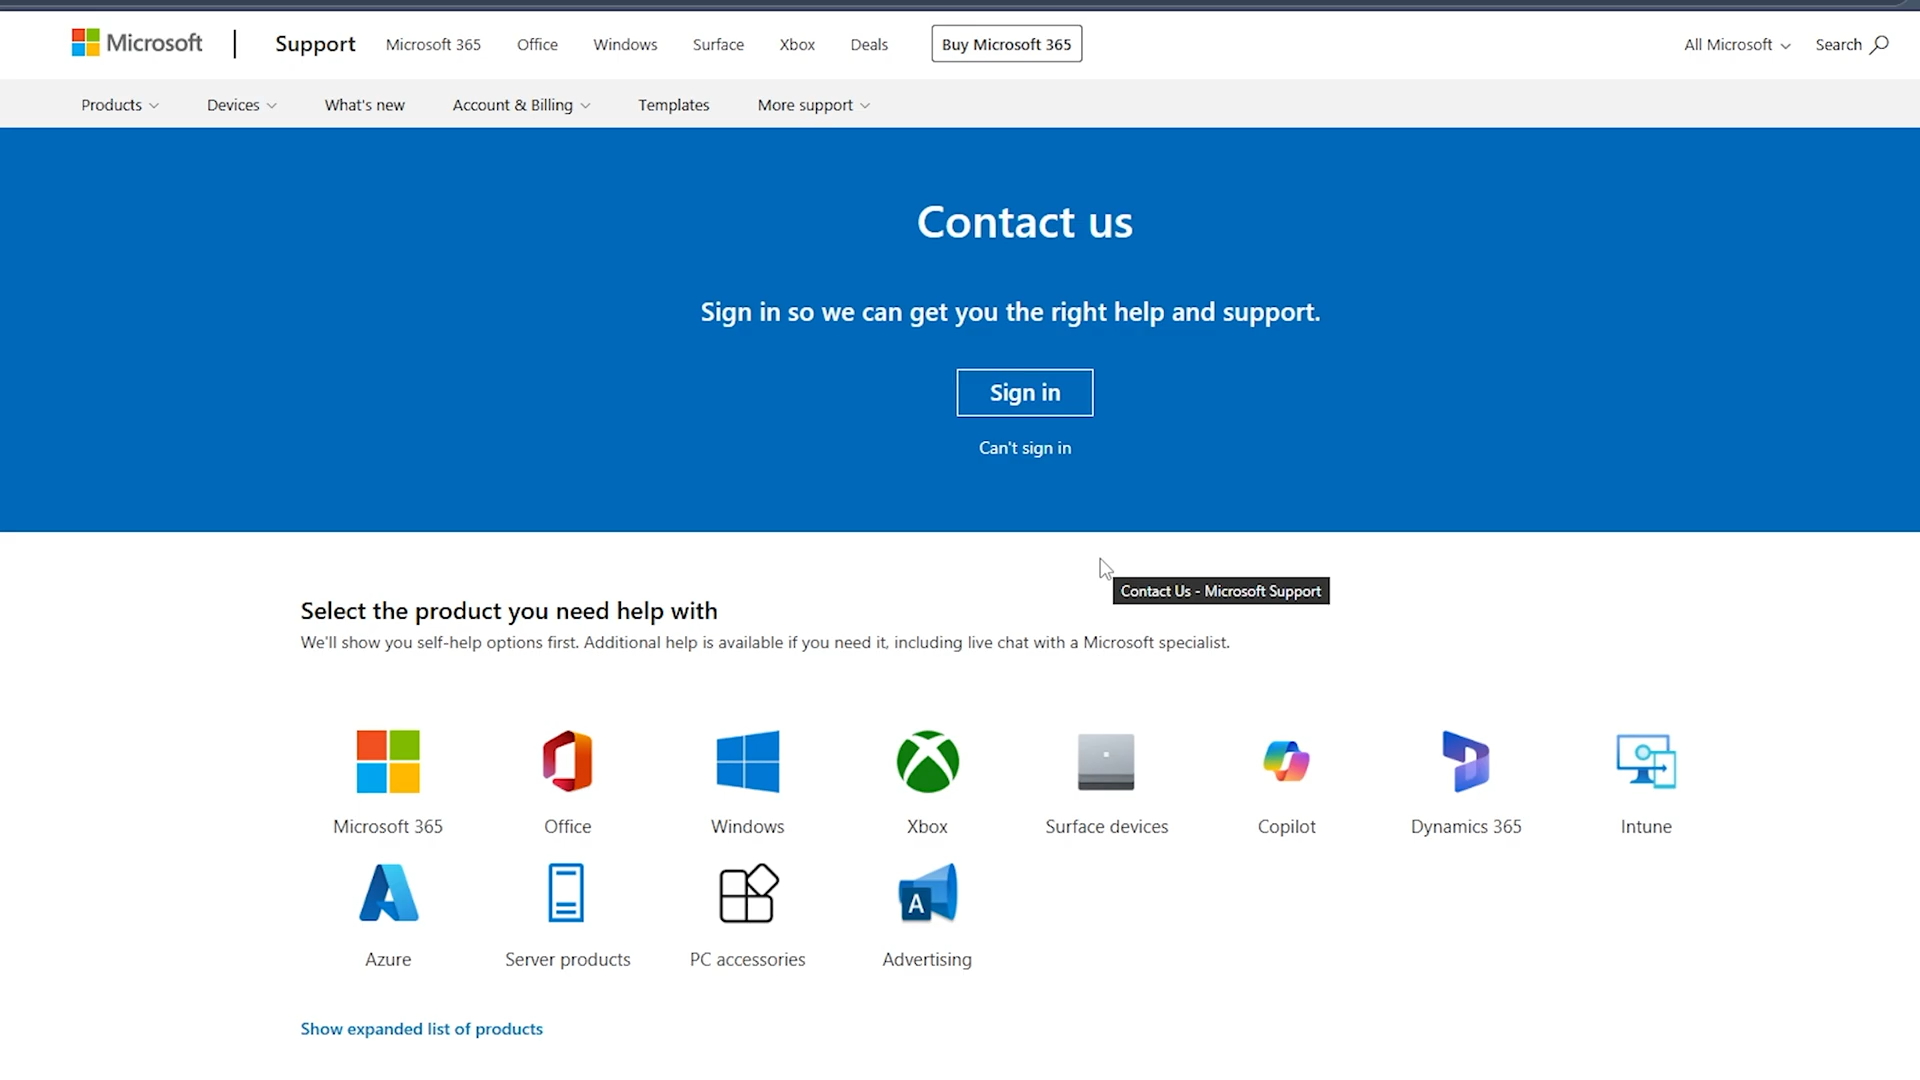 Microsoft Support Microsoft 365 Office Windows Surface Xbox Deals Buy Microsoft 365 All Microsoft Search
Products Devices What's new Account & Billing Templates More support
Contact us
Sign in so we can get you the right help and support.
Sign in
Can't sign in
Contact Us - Microsoft Support
Select the product you need help with
We'll show you self-help options first. Additional help is available if you need it, including live chat with a Microsoft specialist.
Microsoft 365 Office Windows Xbox Surface devices Copilot Dynamics 365 Intune
A
Azure Server products PC accessories Advertising
Show expanded list of products